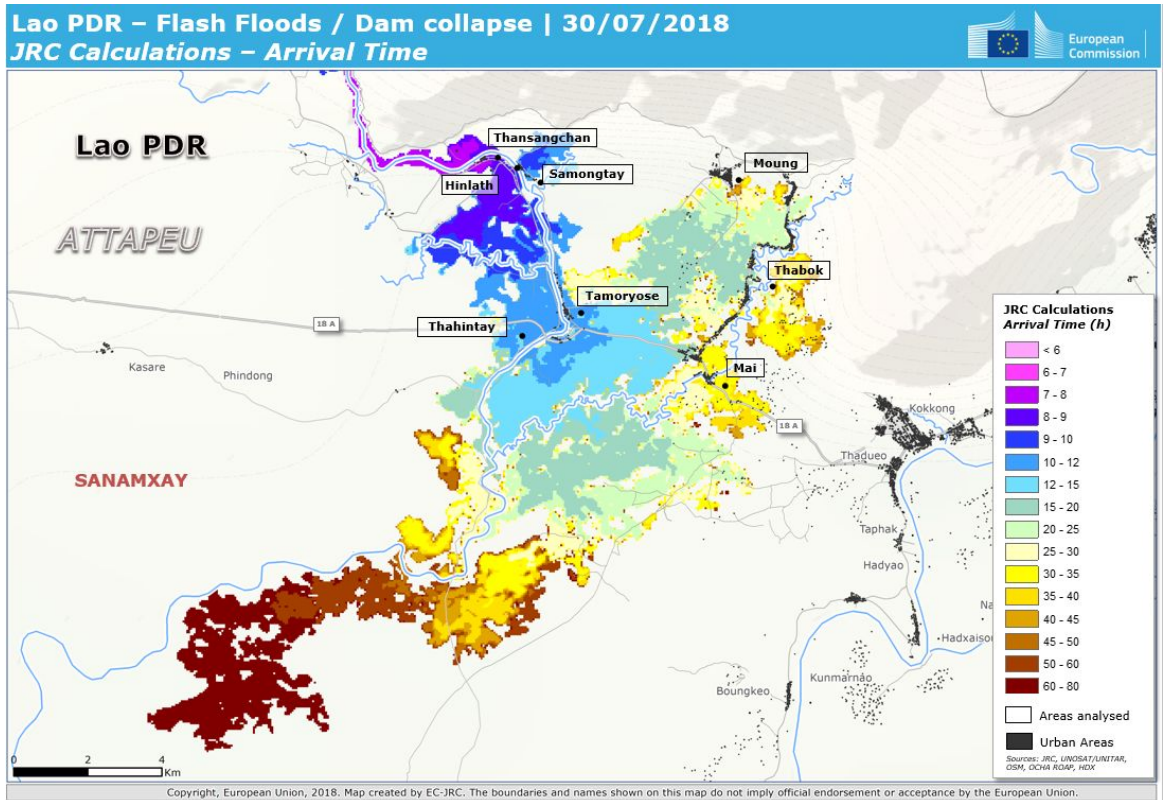 Lao PDR – Flash Floods / Dam collapse | 30/07/2018
JRC Calculations – Arrival Time
European
Commission
Lao PDR
ATTAPEU
SANAMXAY
Thansangchan
Hinlath
Samongtay
Moung
Thabok
Tamoryose
Thahintay
Mai
18 A
18 A
Kasare
Phindong
Kokkong
Thadueo
Taphak
Hadyao
Hadxaisou
Kunmarnáo
Boungkeo
JRC Calculations
Arrival Time (h)
< 6
6 - 7
7 - 8
8 - 9
9 - 10
10 - 12
12 - 15
15 - 20
20 - 25
25 - 30
30 - 35
35 - 40
40 - 45
45 - 50
50 - 60
60 - 80
Areas analysed
Urban Areas
Sources: JRC, UNOSAT/UNITAR,
OSM, OCHA ROAP, HDX
0 2 4
Km
Copyright, European Union, 2018. Map created by EC-JRC. The boundaries and names shown on this map do not imply official endorsement or acceptance by the European Union.